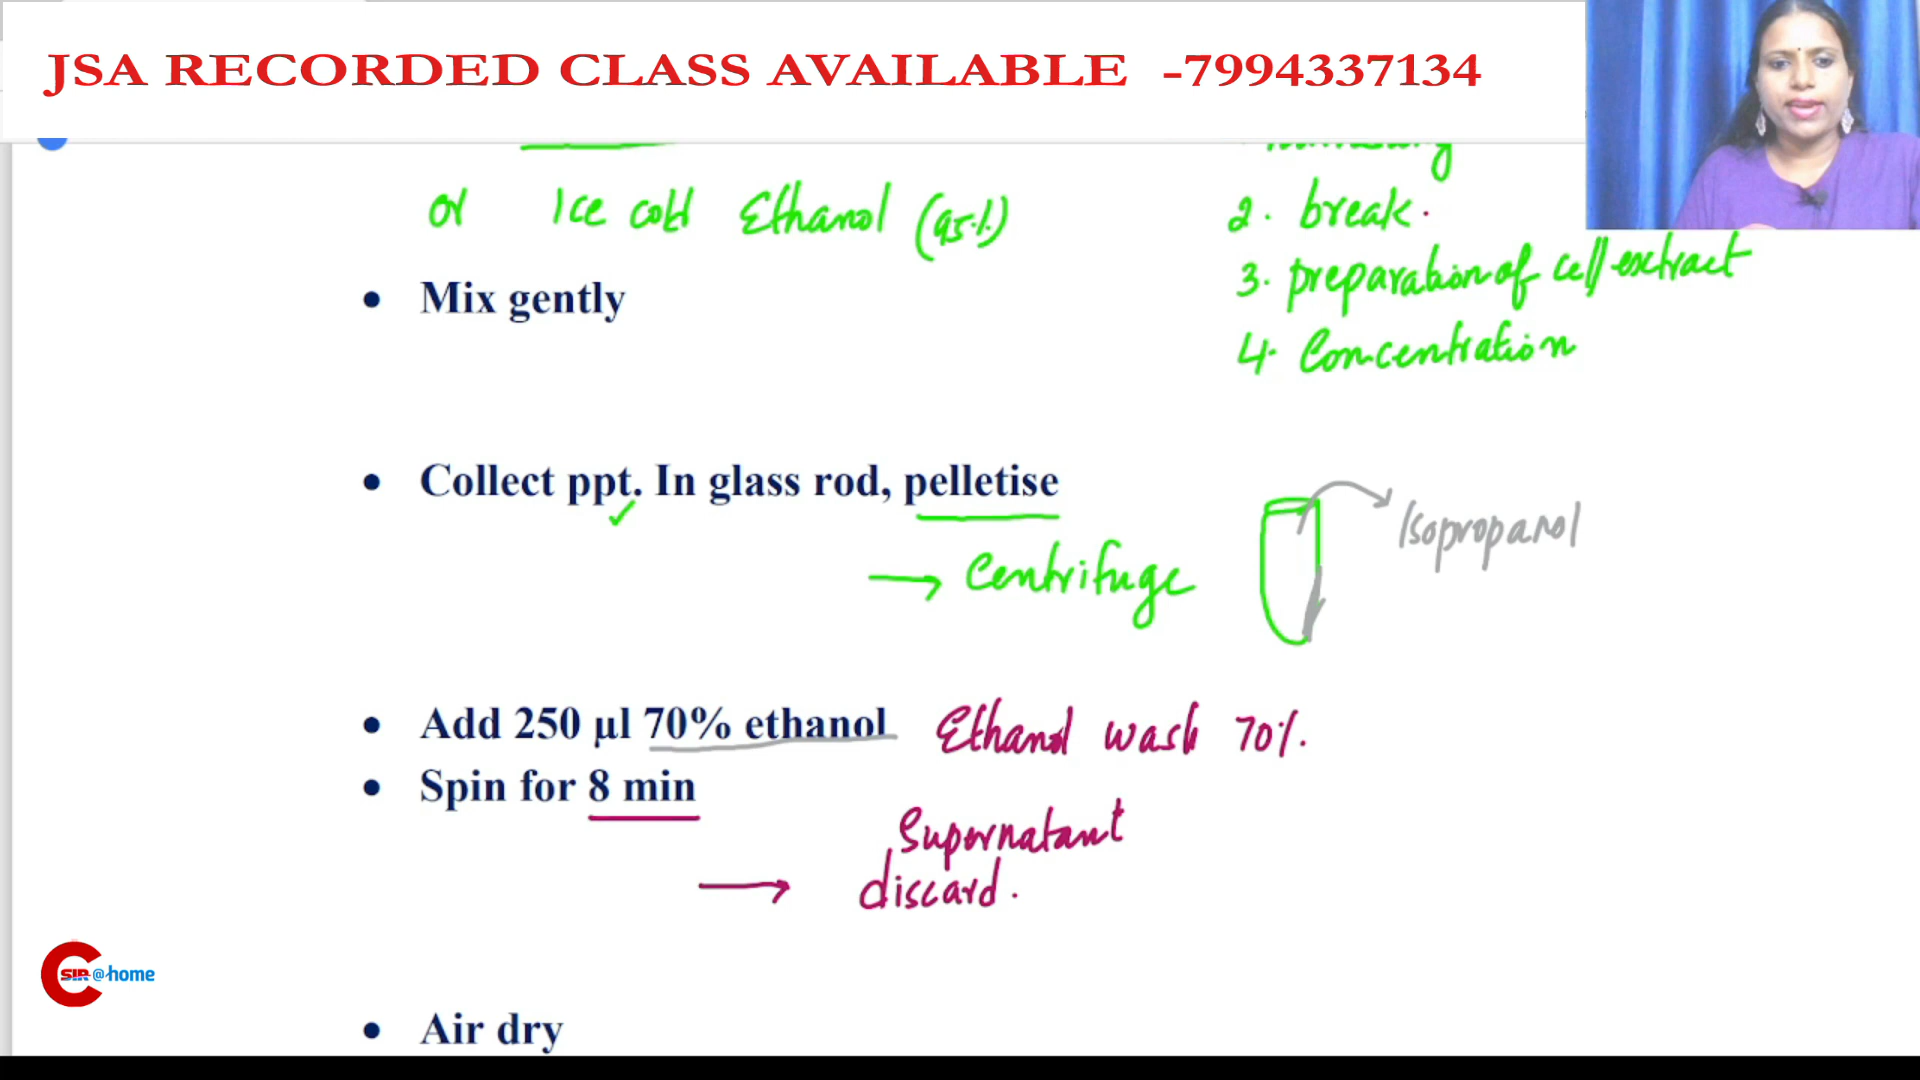 JSA RECORDED CLASS AVAILABLE -7994337134
or Ice cold Ethanol (95%)
2. break.
• Mix gently
3. preparation of cell extract
4. Concentration
• Collect ppt. In glass rod, pelletise
Isopropanol
→ Centrifuge
• Add 250 µl 70% ethanol Ethanol wash 70%.
• Spin for 8 min
Supernatant
→ discard.
CSIR@home
• Air dry